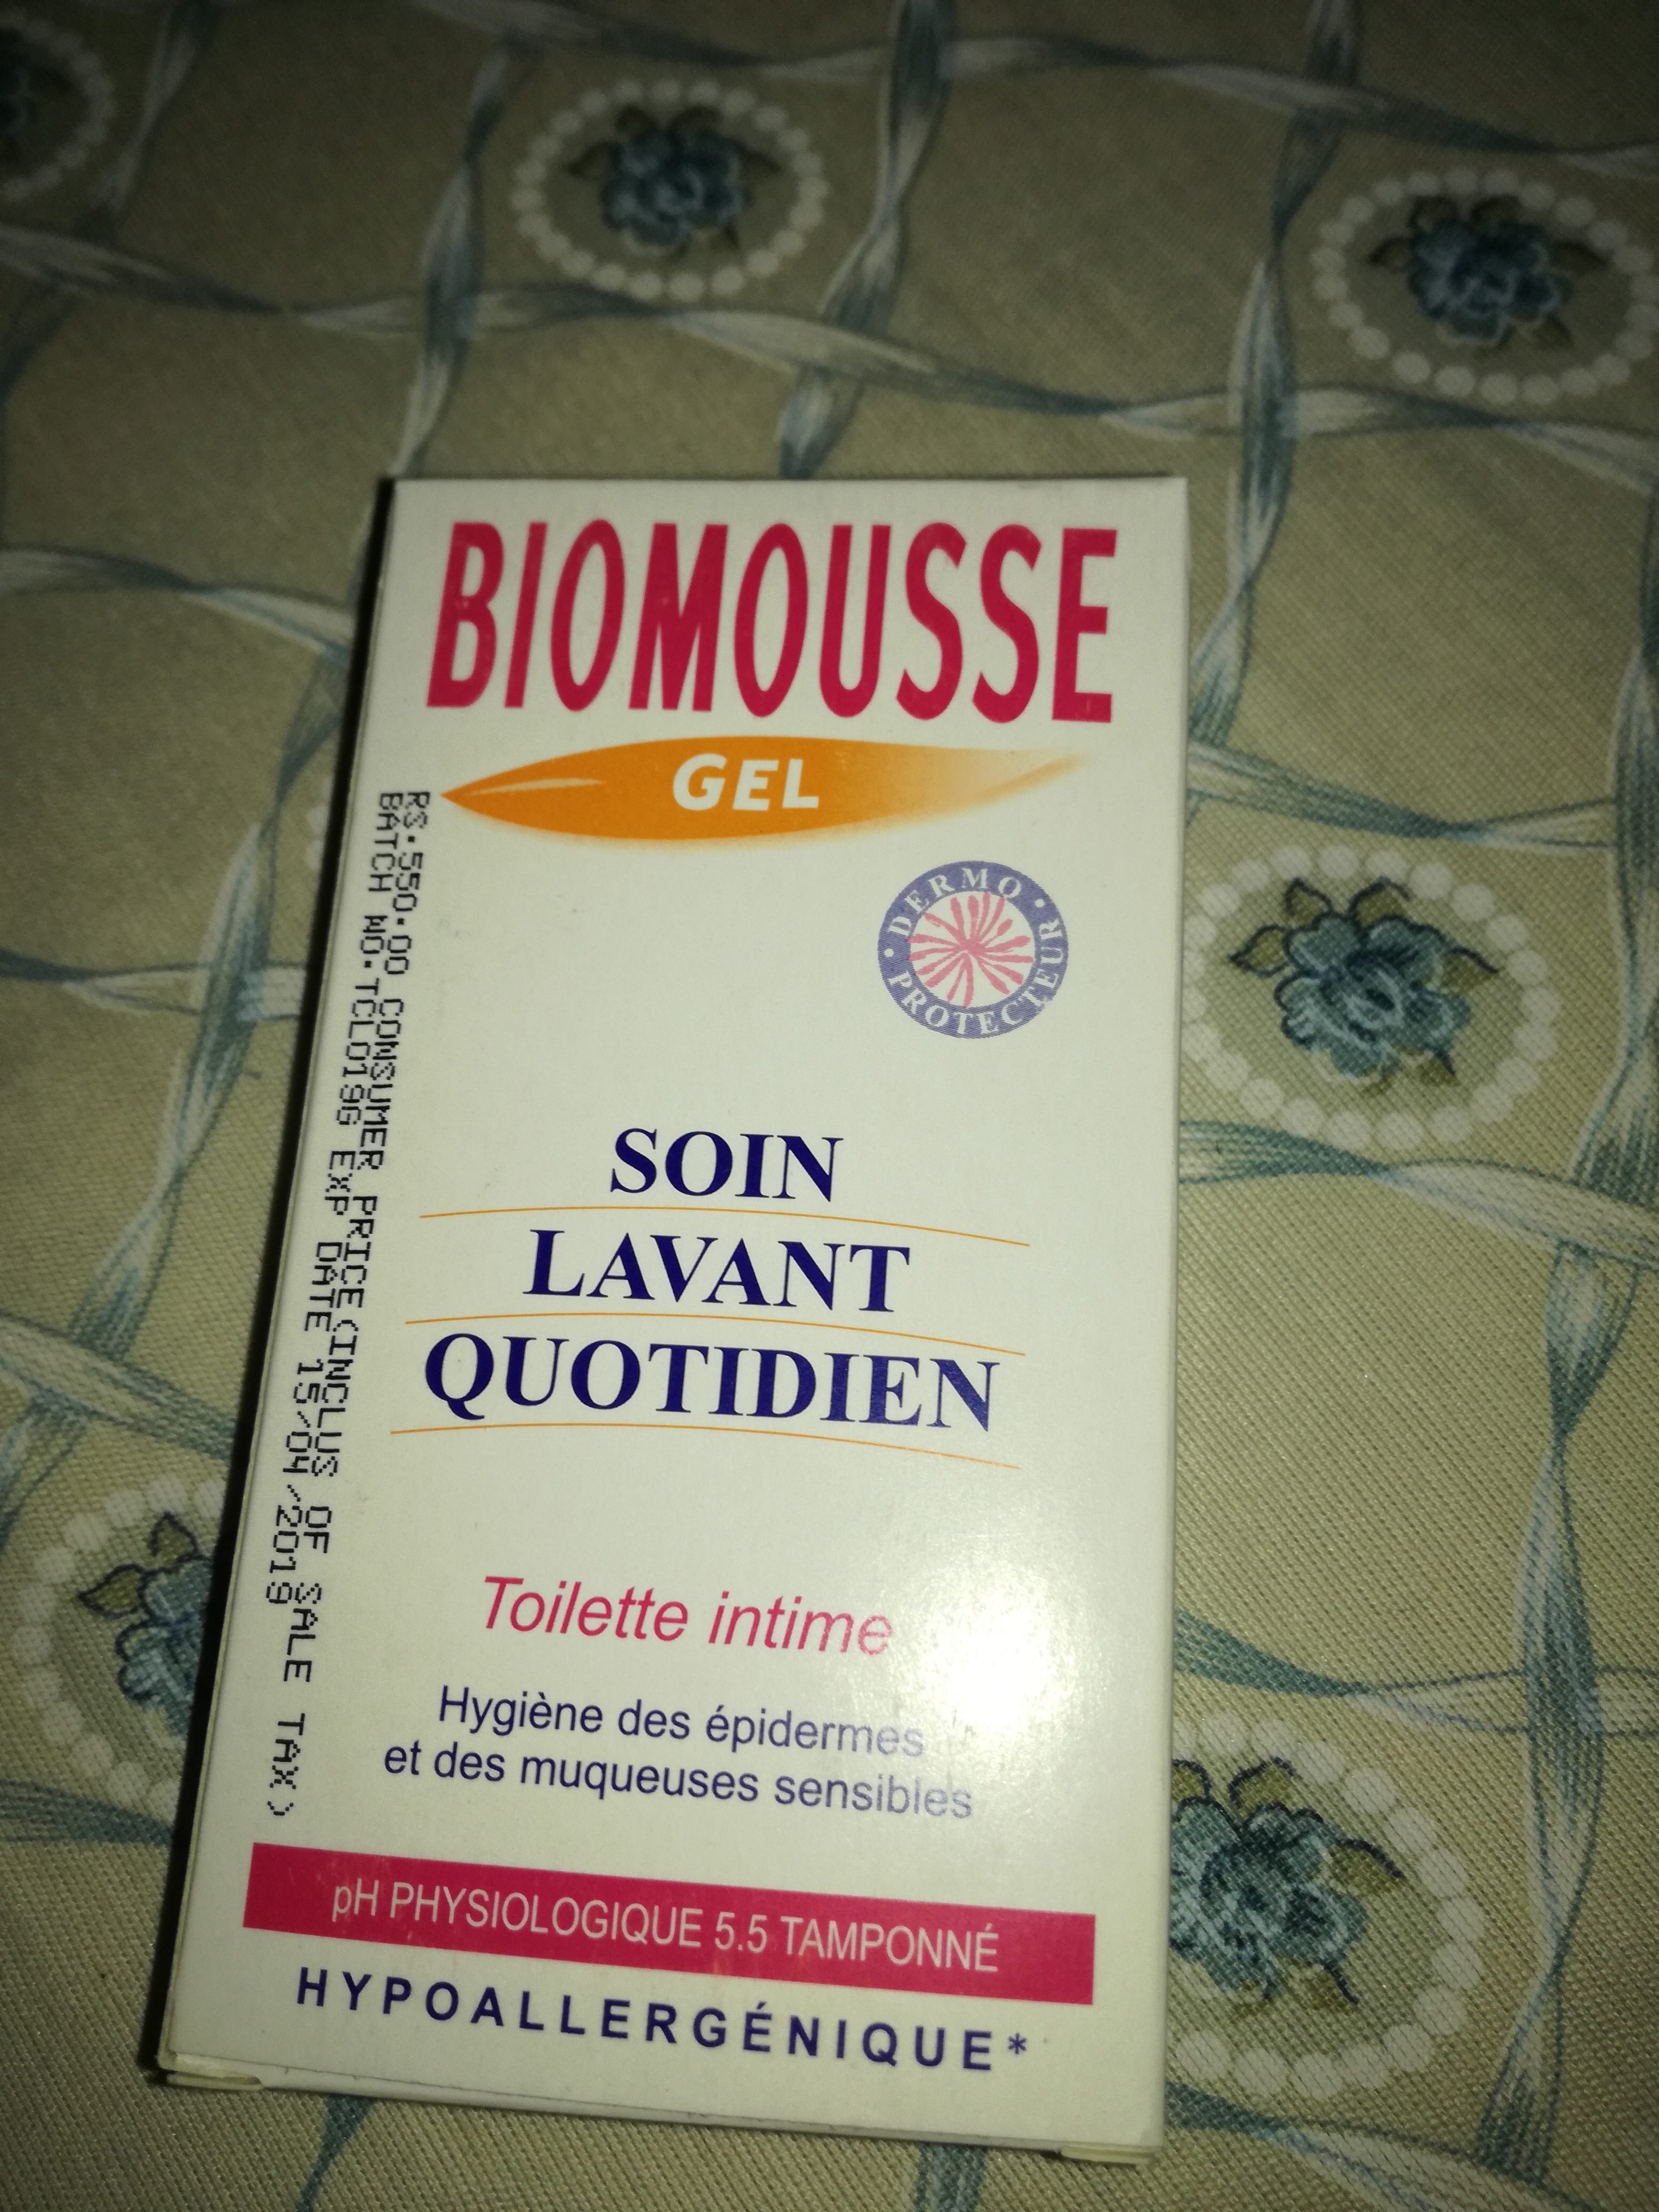 BIOMOUSSE
GEL
DERMO PROTECTEUR
RS.550.00 CONSUMER PRICE(INCLUS OF SALE TAX)
BATCH NO.TCL019G EXP DATE 15/04/2019
SOIN
LAVANT
QUOTIDIEN
Toilette intime
Hygiène des épidermes
et des muqueuses sensibles
pH PHYSIOLOGIQUE 5.5 TAMPONNÉ
HYPOALLERGÉNIQUE*